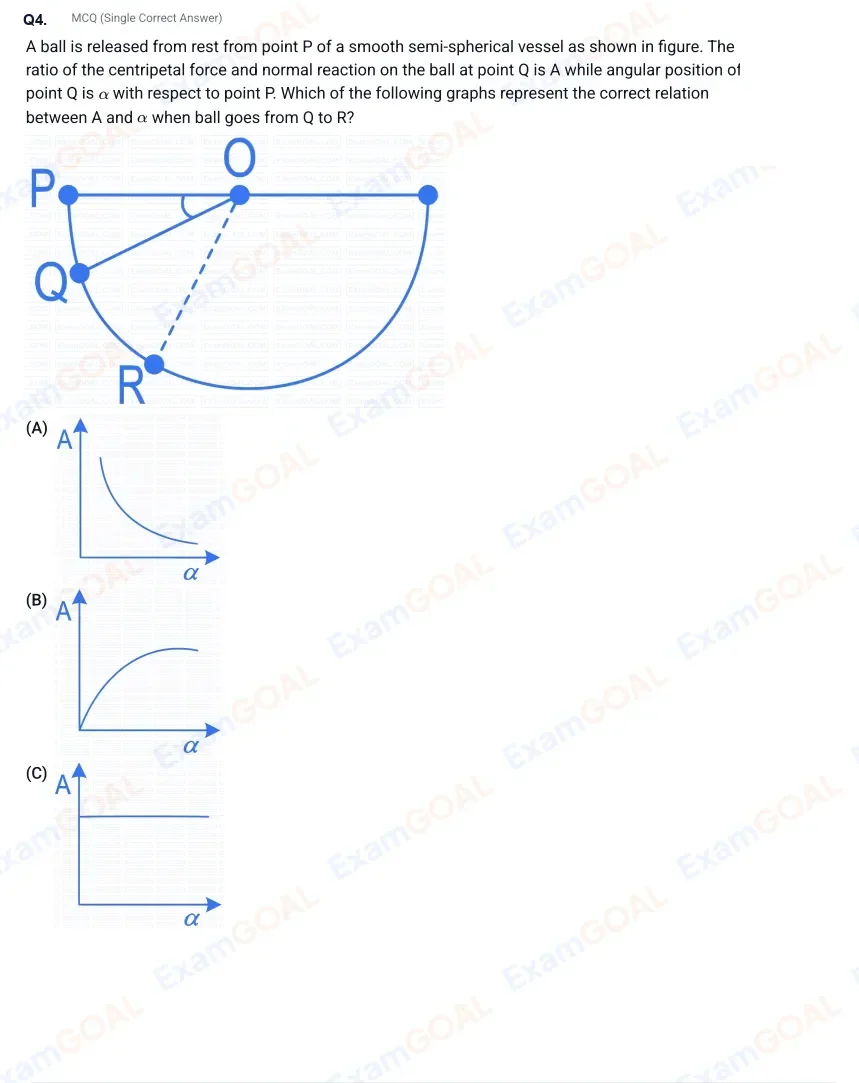 Q4. MCQ (Single Correct Answer)
A ball is released from rest from point P of a smooth semi-spherical vessel as shown in figure. The
ratio of the centripetal force and normal reaction on the ball at point Q is A while angular position of
point Q is α with respect to point P. Which of the following graphs represent the correct relation
between A and α when ball goes from Q to R?
O
P
Q
R
(A)
A
α
(B)
A
α
(C)
A
α
ExamGOAL